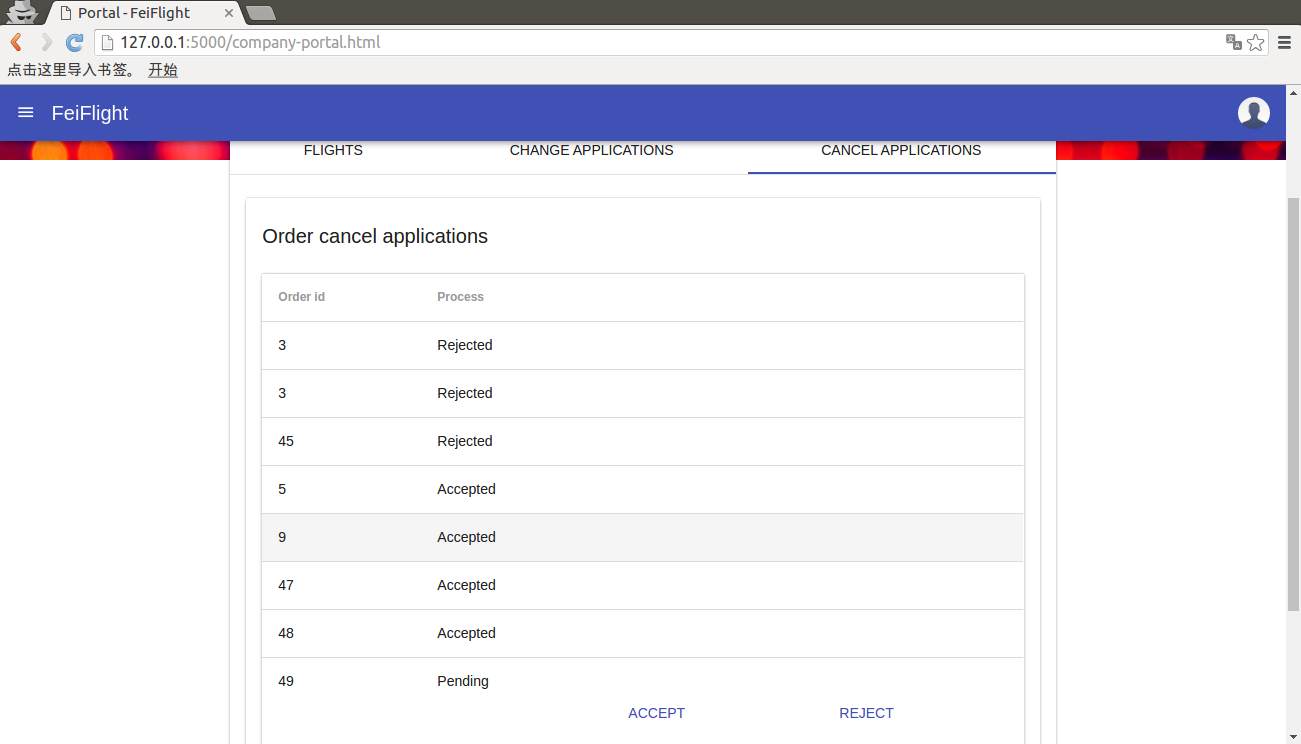 Portal - FeiFlight
127.0.0.1:5000/company-portal.html
点击这里导入书签。 开始
FeiFlight
FLIGHTS CHANGE APPLICATIONS CANCEL APPLICATIONS
Order cancel applications
Order id Process
3 Rejected
3 Rejected
45 Rejected
5 Accepted
9 Accepted
47 Accepted
48 Accepted
49 Pending
ACCEPT REJECT